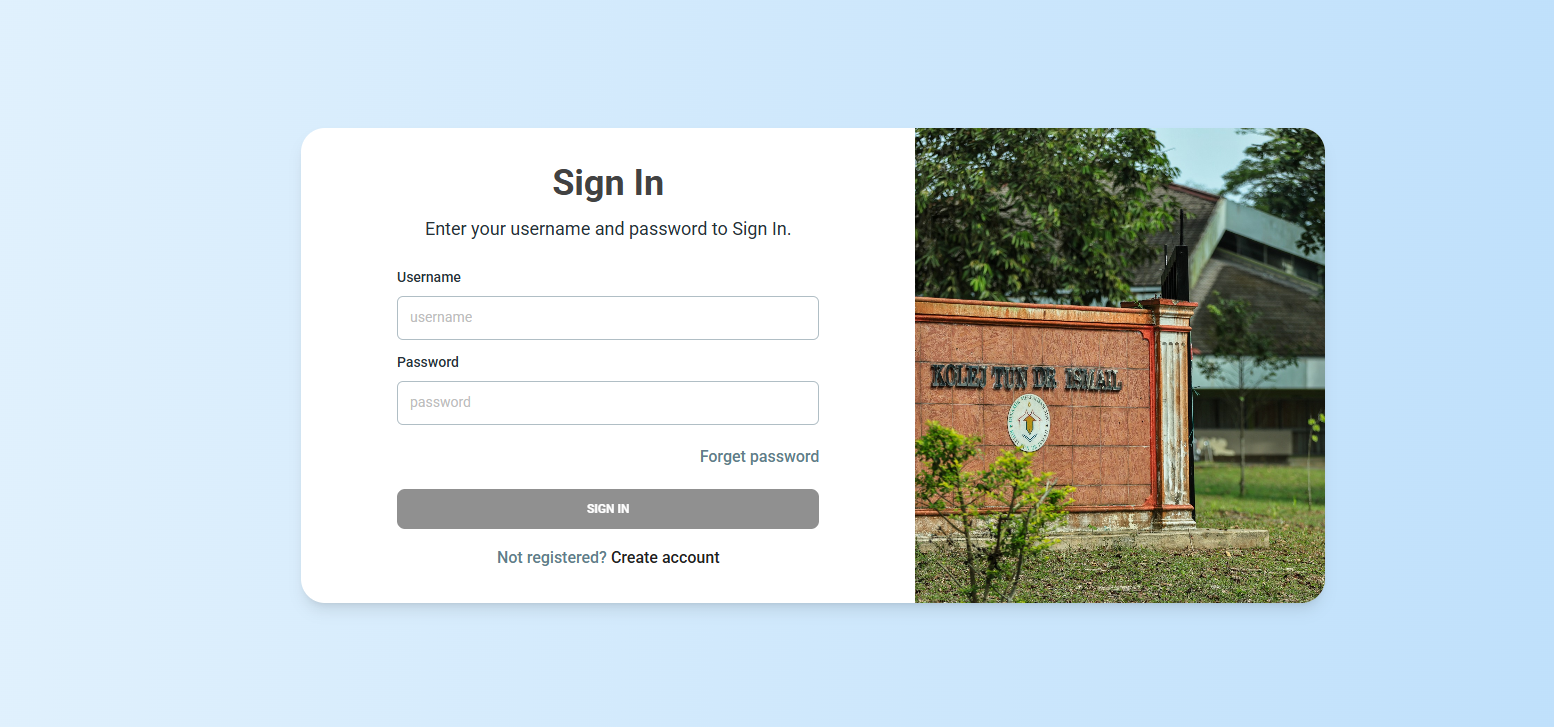 Sign In
Enter your username and password to Sign In.
Username
username
Password
password
Forget password
SIGN IN
Not registered? Create account
KOLEJ TUN DR. ISMAIL